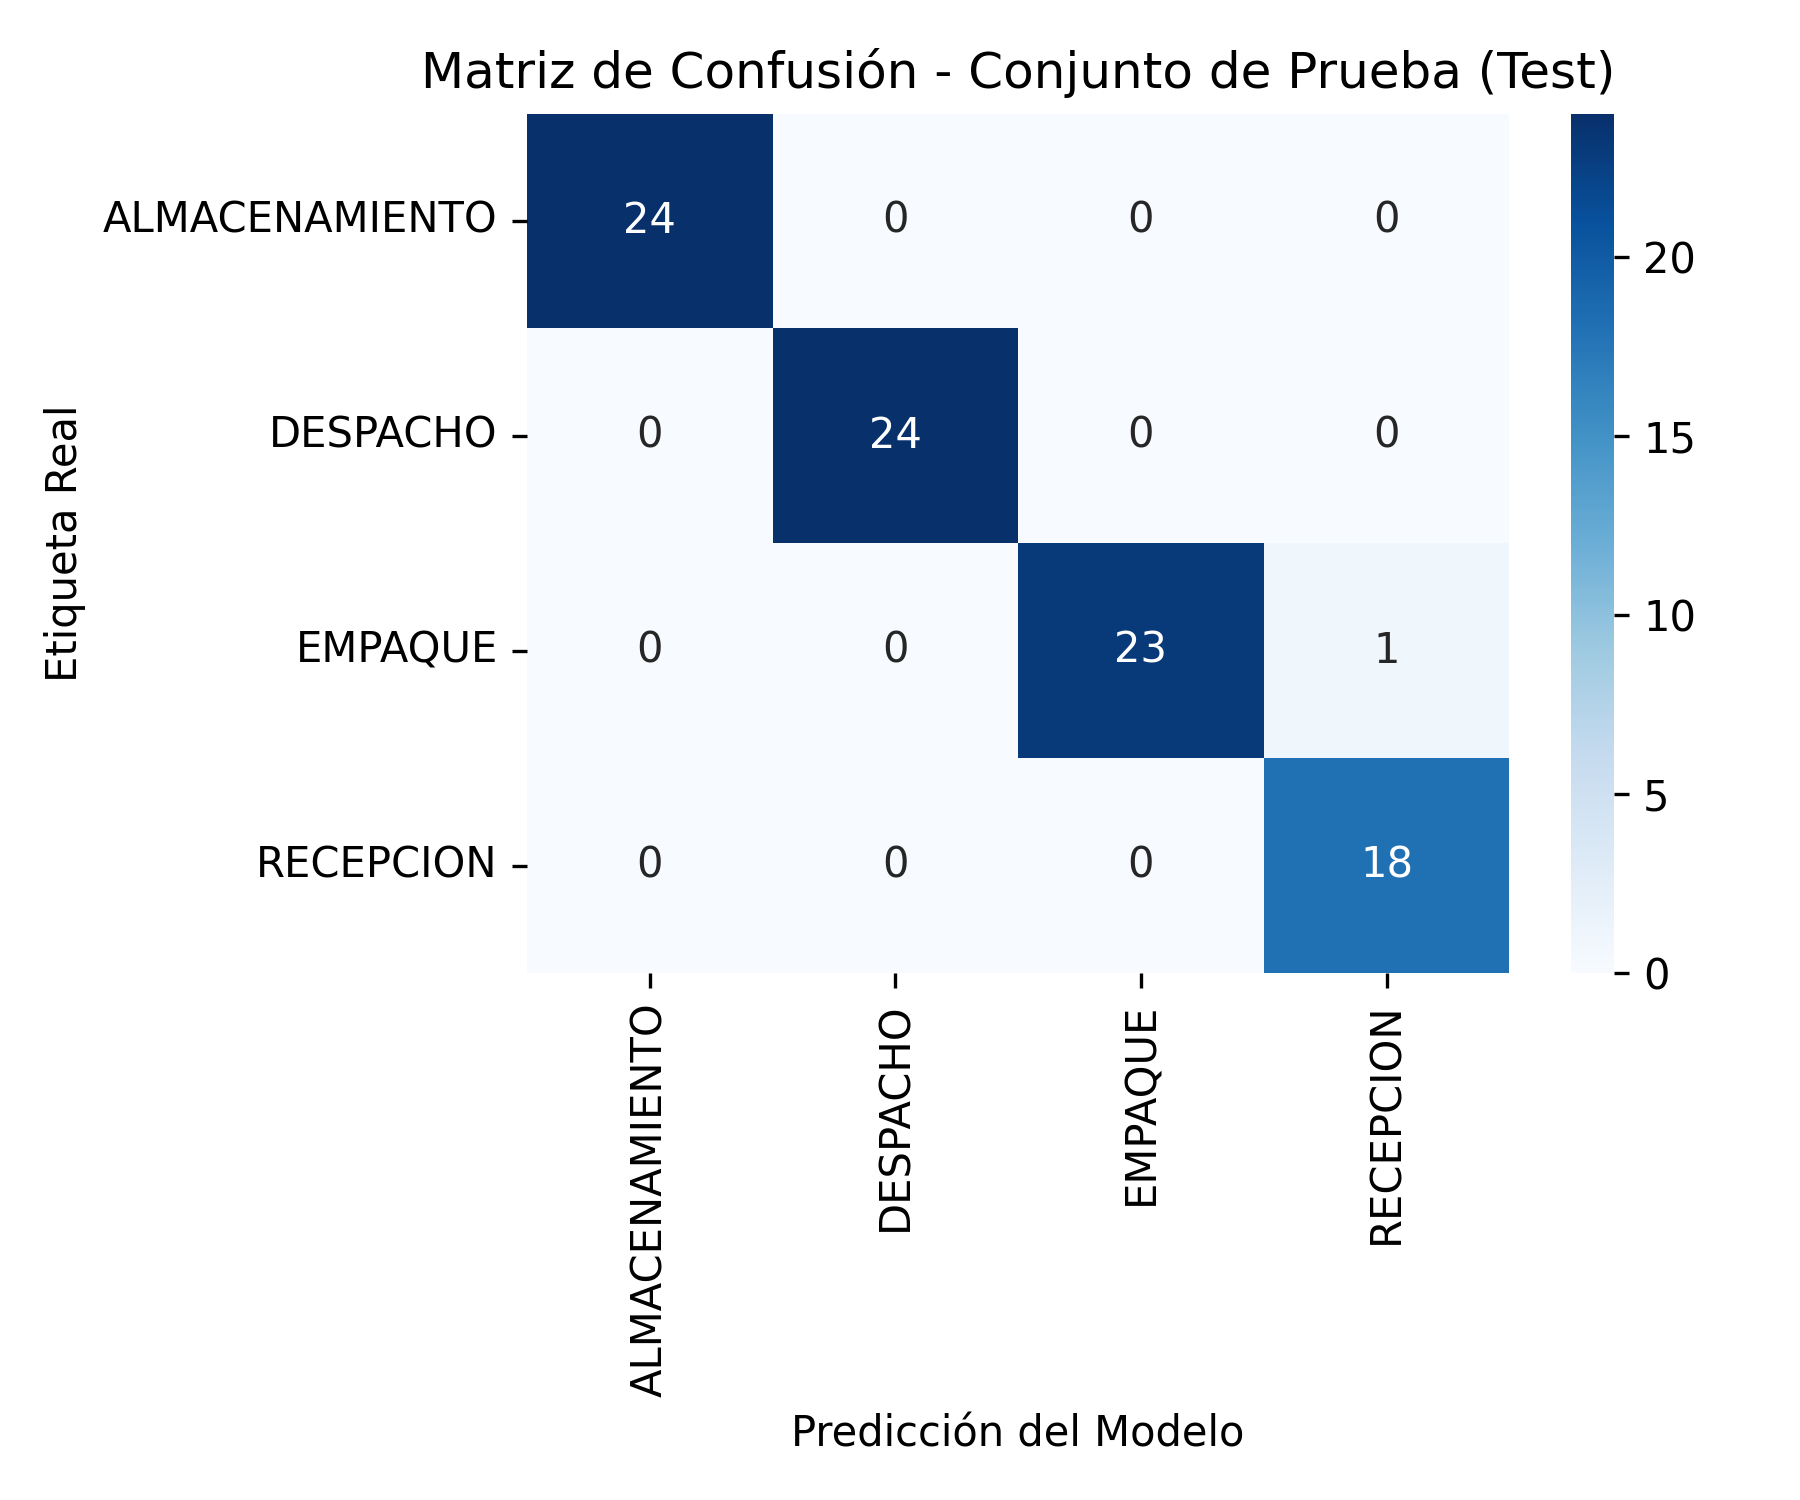 Matriz de Confusión - Conjunto de Prueba (Test)
Etiqueta Real
ALMACENAMIENTO 24 0 0 0
DESPACHO 0 24 0 0
EMPAQUE 0 0 23 1
RECEPCION 0 0 0 18
ALMACENAMIENTO
DESPACHO
EMPAQUE
RECEPCION
Predicción del Modelo
20
15
10
5
0